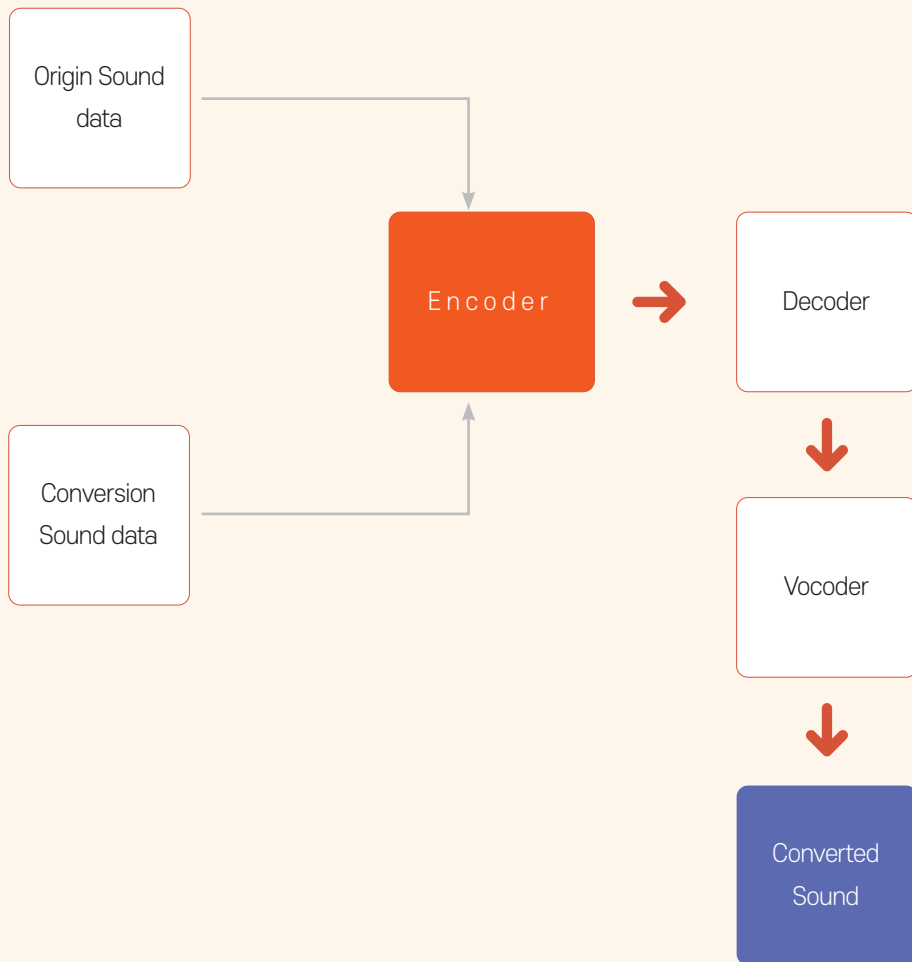 Origin Sound
data
Encoder
Decoder
Conversion
Sound data
Vocoder
Converted
Sound